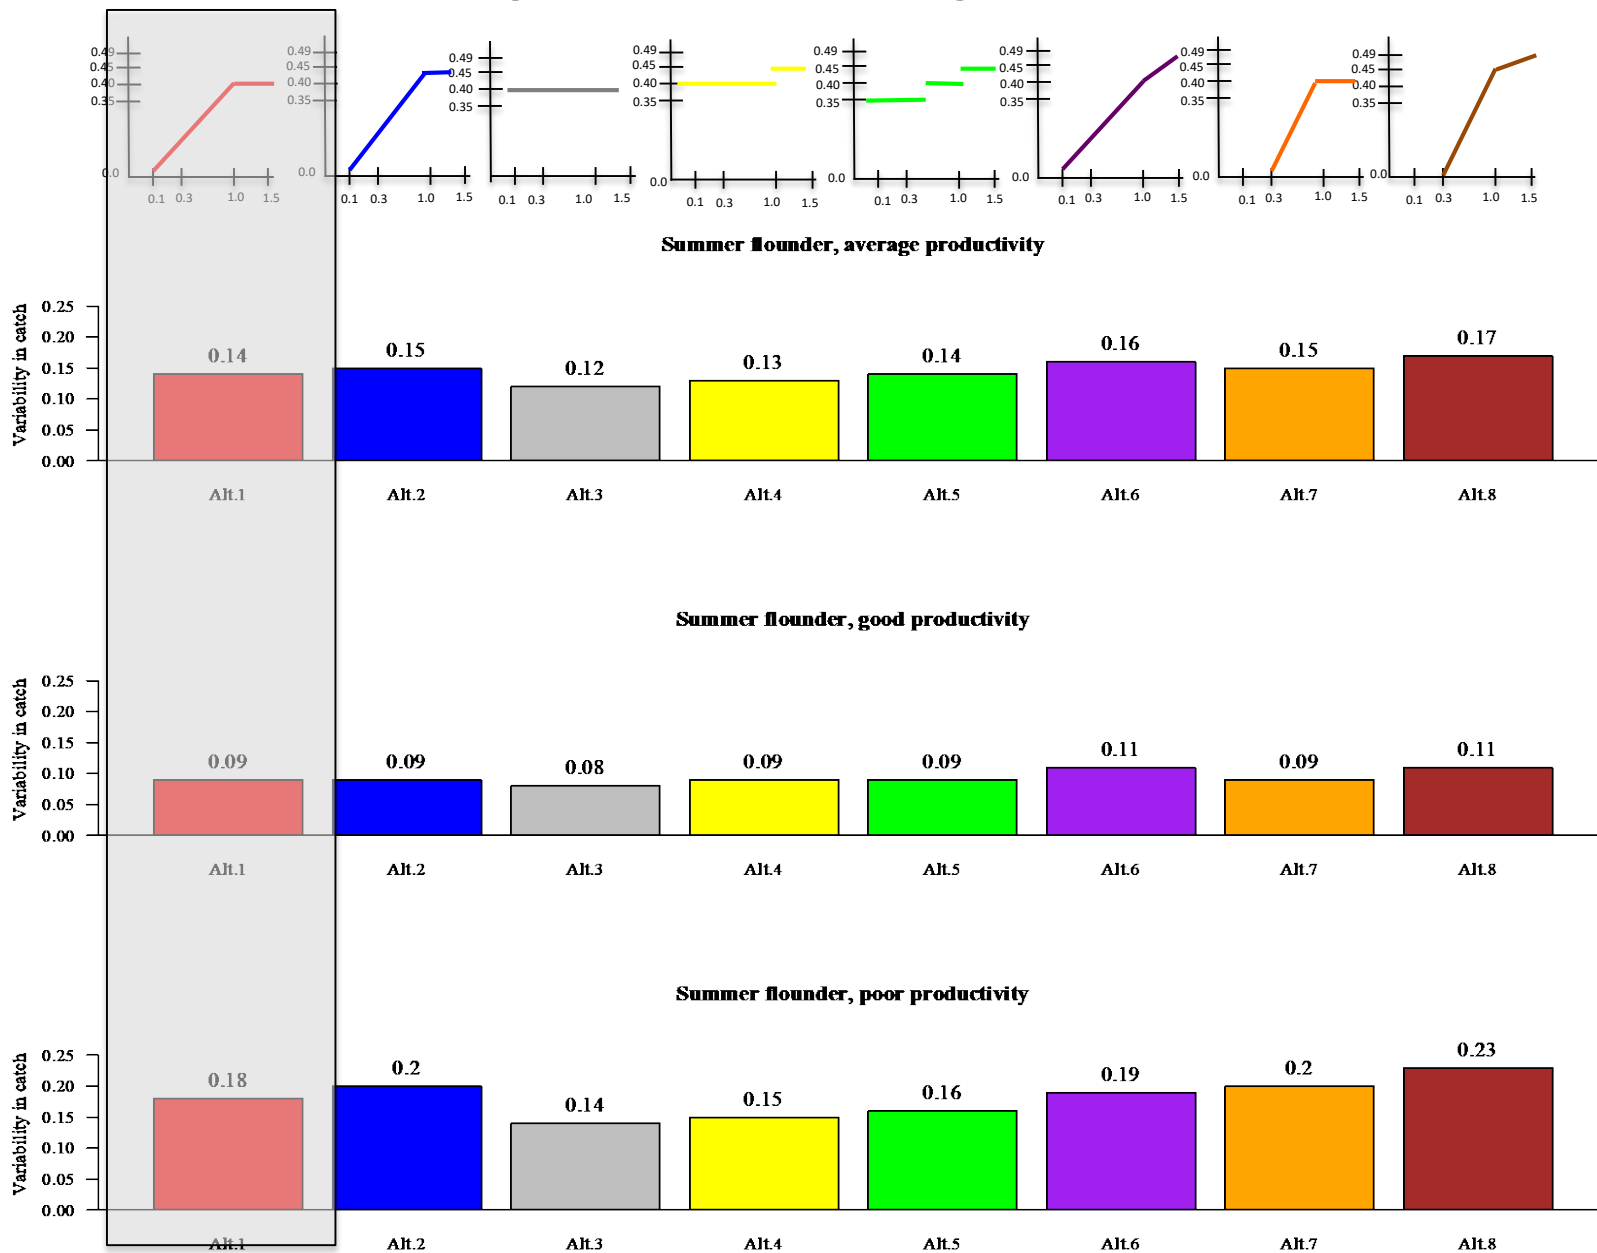 0.49 0.49 0.49 0.49 0.49 0.49 0.49 0.49
0.45 0.45 0.45 0.45 0.45 0.45 0.45 0.45
0.40 0.40 0.40 0.40 0.40 0.40 0.40 0.40
0.35 0.35 0.35 0.35 0.35 0.35 0.35 0.35
0.0 0.0 0.0 0.0 0.0 0.0 0.0
0.1 0.3 1.0 1.5 0.1 0.3 1.0 1.5 0.1 0.3 1.0 1.5 0.1 0.3 1.0 1.5 0.1 0.3 1.0 1.5 0.1 0.3 1.0 1.5 0.1 0.3 1.0 1.5 0.1 0.3 1.0 1.5
Summer flounder, average productivity
Variability in catch
0.25
0.20
0.15
0.10
0.05
0.00
0.14 0.15 0.12 0.13 0.14 0.16 0.15 0.17
Alt.1 Alt.2 Alt.3 Alt.4 Alt.5 Alt.6 Alt.7 Alt.8
Summer flounder, good productivity
Variability in catch
0.25
0.20
0.15
0.10
0.05
0.00
0.09 0.09 0.08 0.09 0.09 0.11 0.09 0.11
Alt.1 Alt.2 Alt.3 Alt.4 Alt.5 Alt.6 Alt.7 Alt.8
Summer flounder, poor productivity
Variability in catch
0.25
0.20
0.15
0.10
0.05
0.00
0.18 0.2 0.14 0.15 0.16 0.19 0.2 0.23
Alt.1 Alt.2 Alt.3 Alt.4 Alt.5 Alt.6 Alt.7 Alt.8